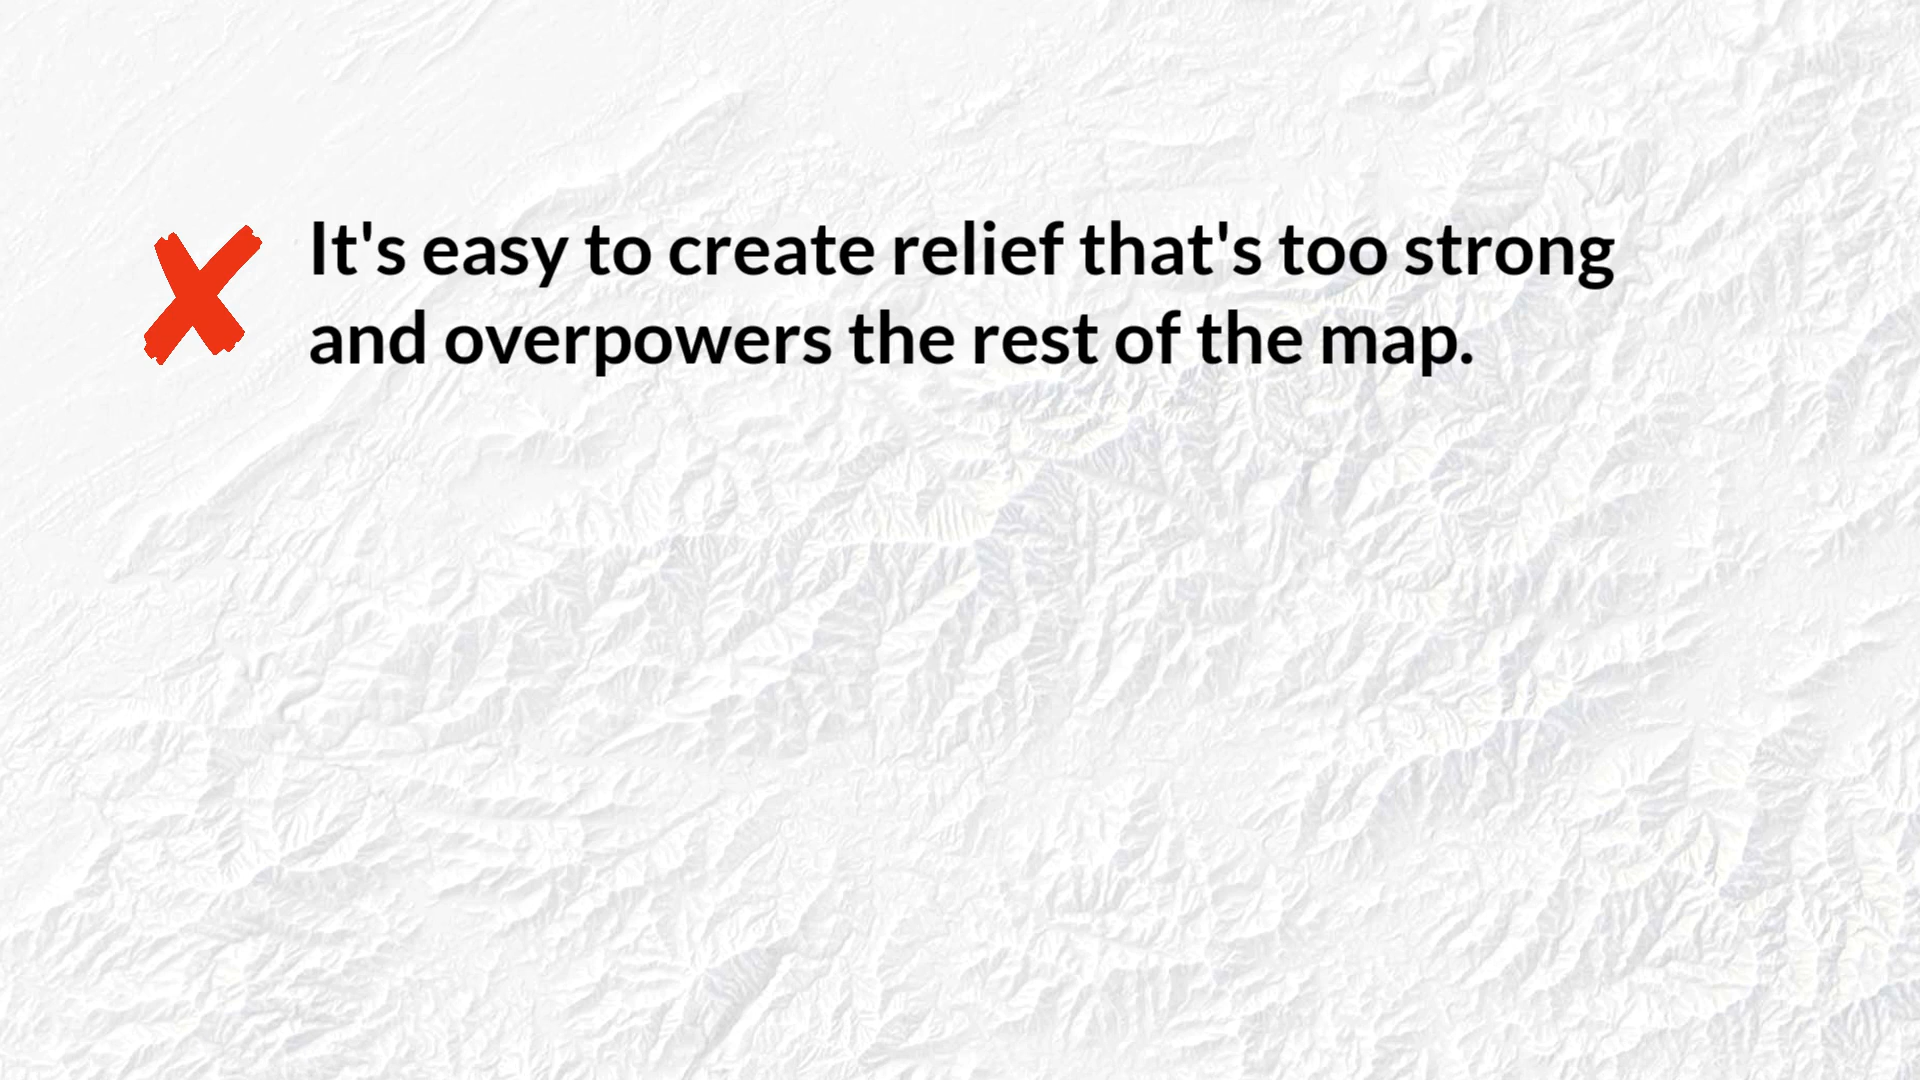 It's easy to create relief that's too strong
and overpowers the rest of the map.